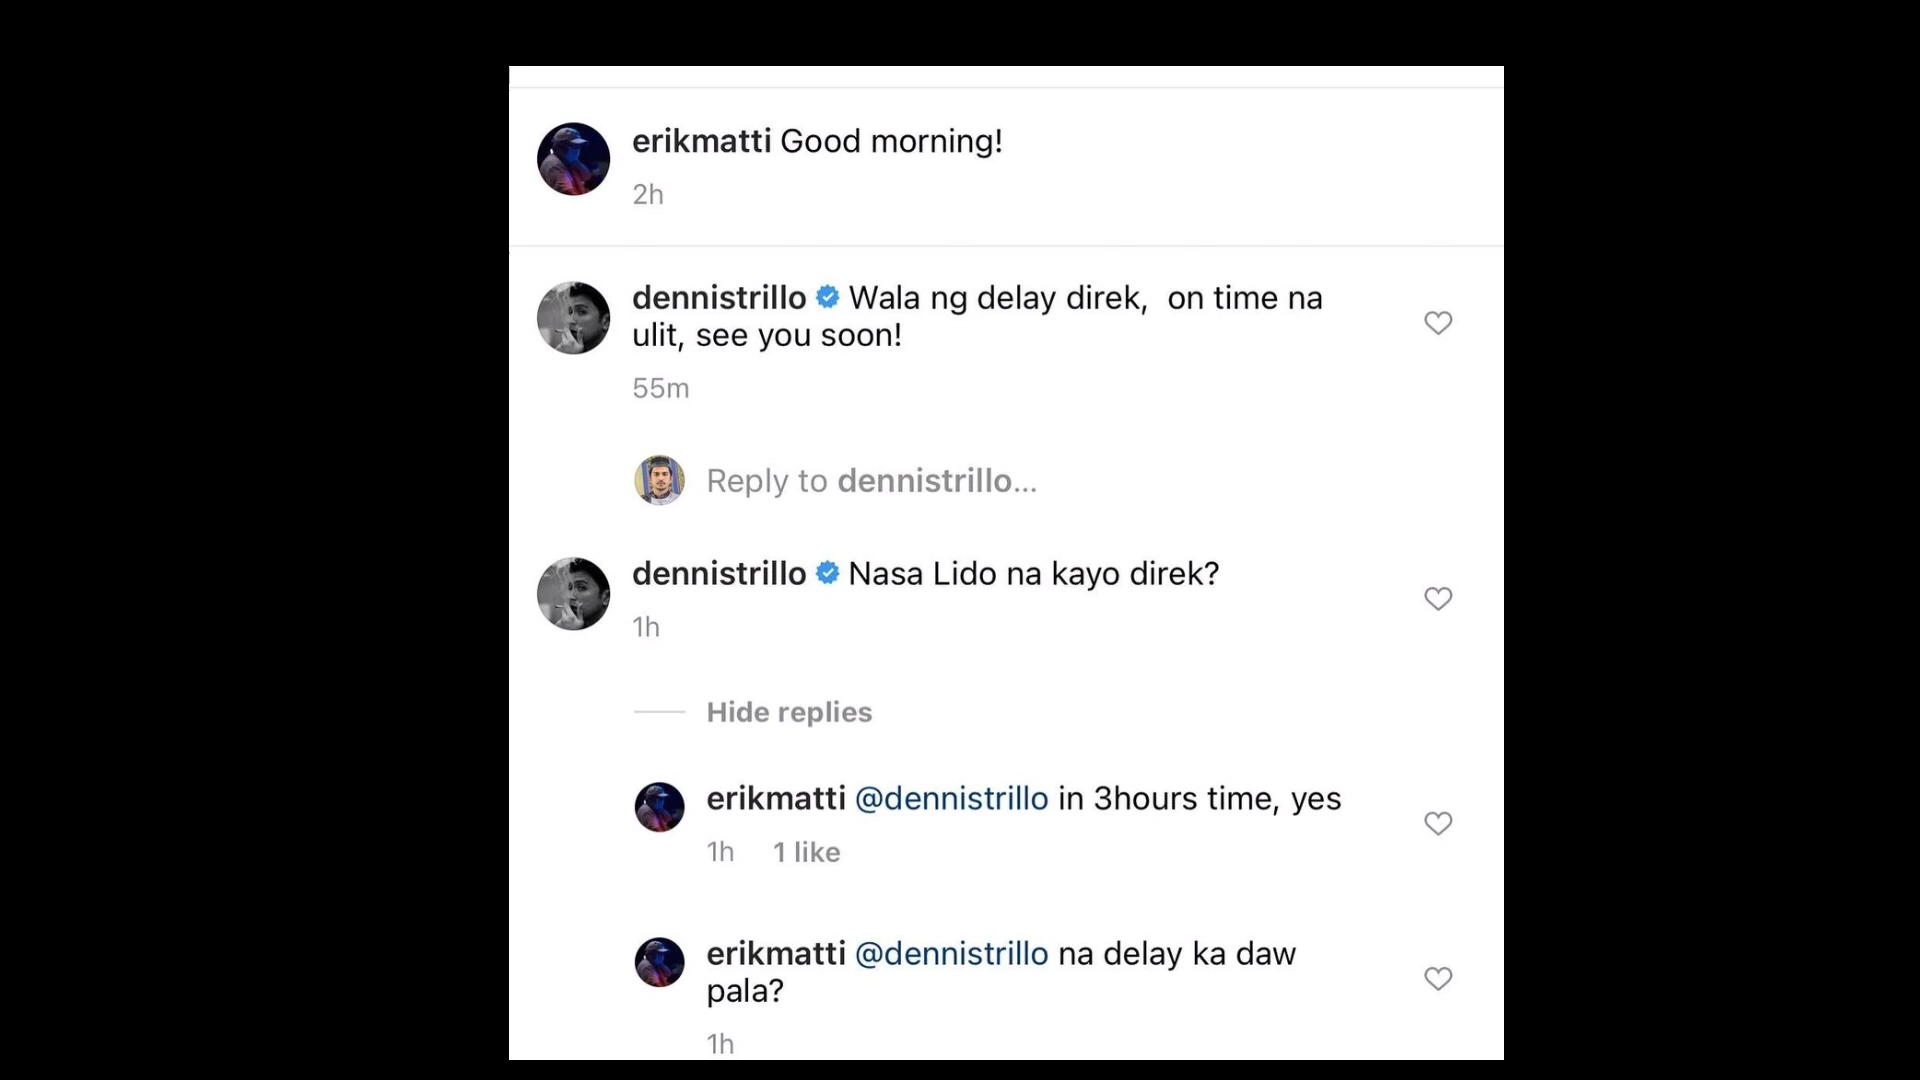 erikmatti Good morning!
2h
dennistrillo Wala ng delay direk,  on time na
ulit, see you soon!
55m
Reply to dennistrillo...
dennistrillo Nasa Lido na kayo direk?
1h
Hide replies
erikmatti @dennistrillo in 3hours time, yes
1h 1 like
erikmatti @dennistrillo na delay ka daw
pala?
1h